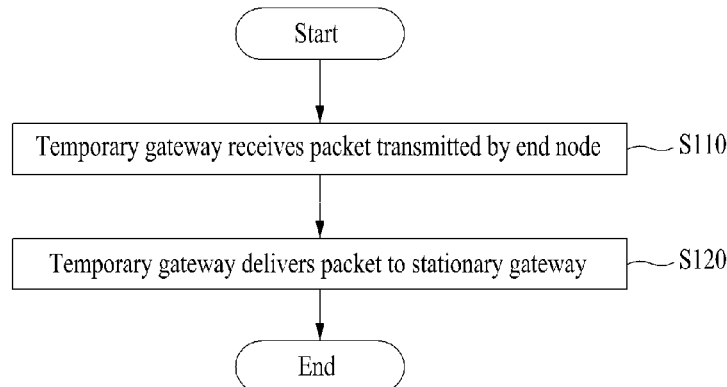 Start
Temporary gateway receives packet transmitted by end node
S110
Temporary gateway delivers packet to stationary gateway
S120
End